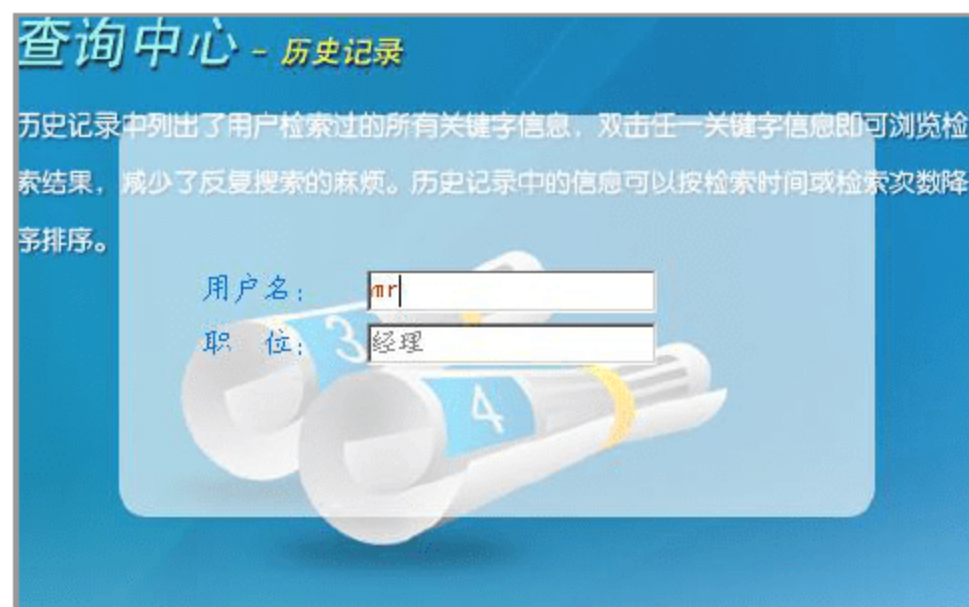 查询中心 - 历史记录
历史记录中列出了用户检索过的所有关键字信息，双击任一关键字信息即可浏览检
索结果，减少了反复搜索的麻烦。历史记录中的信息可以按检索时间或检索次数降
序排序。
用户名： mr
职 位： 经理
3
4